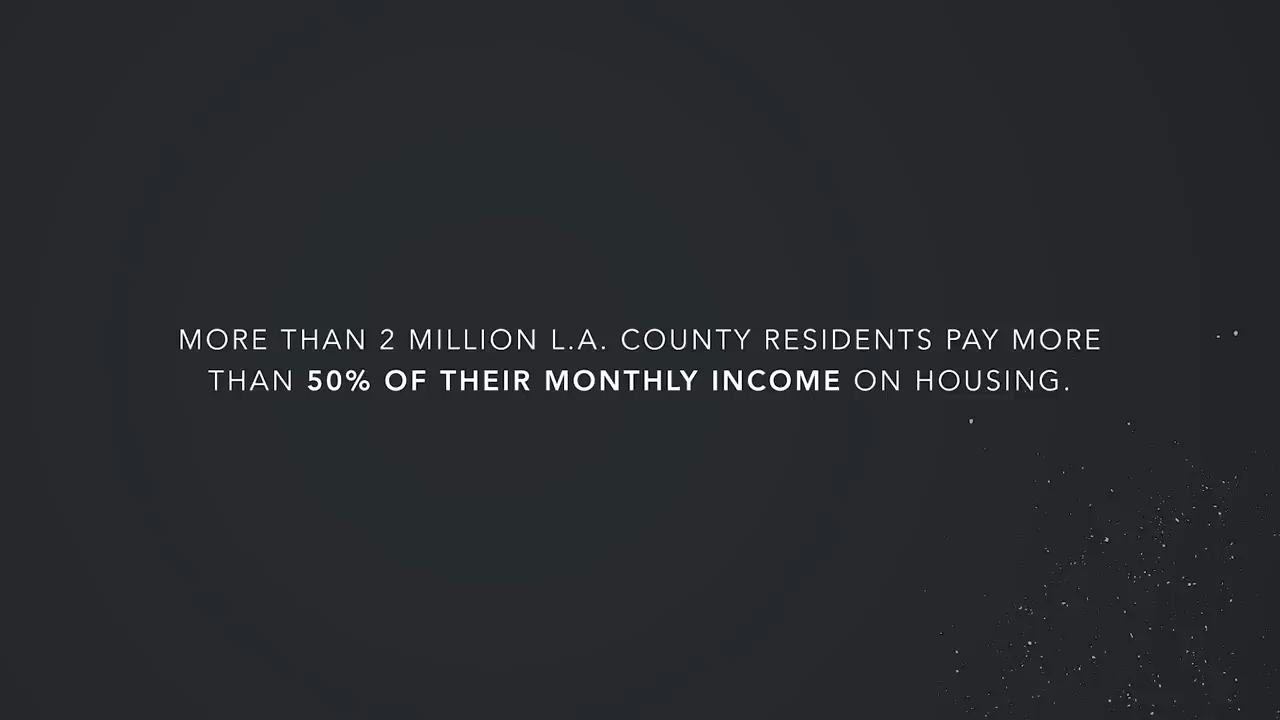 MORE THAN 2 MILLION L.A. COUNTY RESIDENTS PAY MORE
THAN 50% OF THEIR MONTHLY INCOME ON HOUSING.